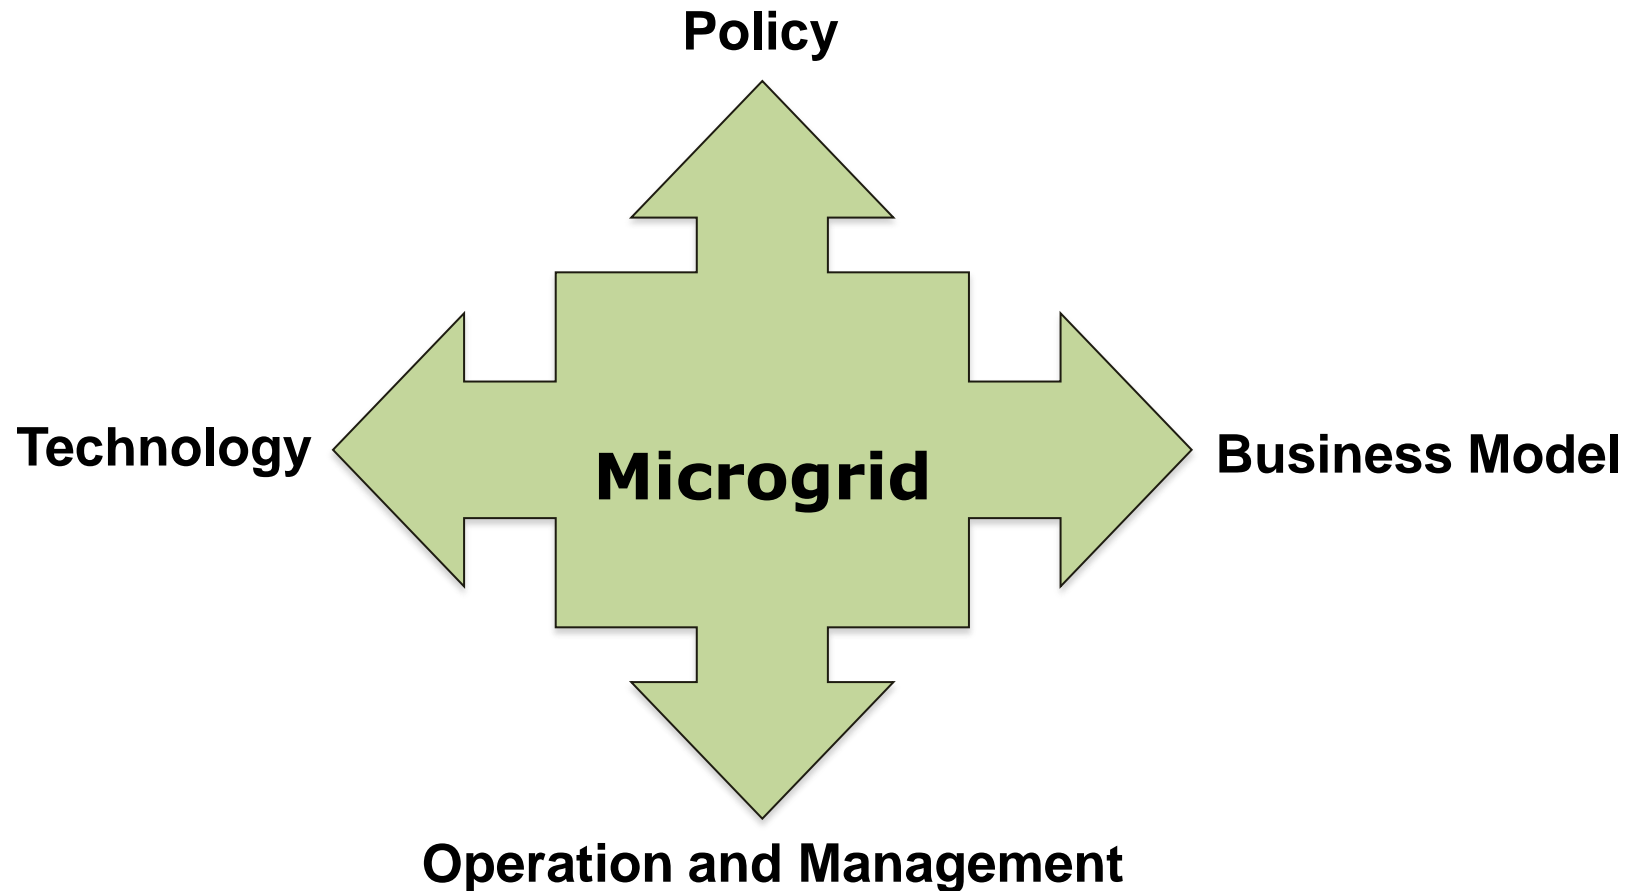 Policy
Technology
Microgrid
Business Model
Operation and Management